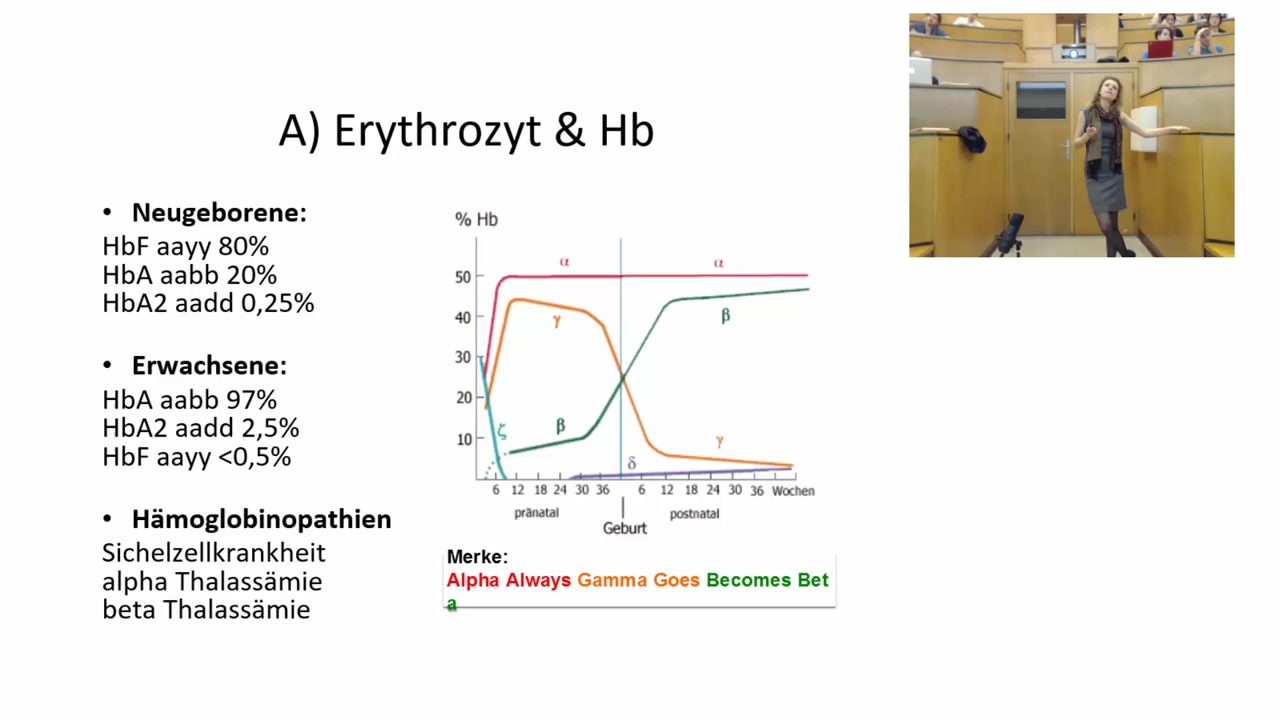 A) Erythrozyt & Hb
• Neugeborene:
HbF aayy 80%
HbA aabb 20%
HbA2 aadd 0,25%
• Erwachsene:
HbA aabb 97%
HbA2 aadd 2,5%
HbF aayy <0,5%
• Hämoglobinopathien
Sichelzellkrankheit
alpha Thalassämie
beta Thalassämie
% Hb
50
40
30
20
10
α
α
γ
β
ζ
β
γ
δ
6 12 18 24 30 36 6 12 18 24 30 36 Wochen
pränatal
postnatal
Geburt
Merke:
Alpha Always Gamma Goes Becomes Bet
a